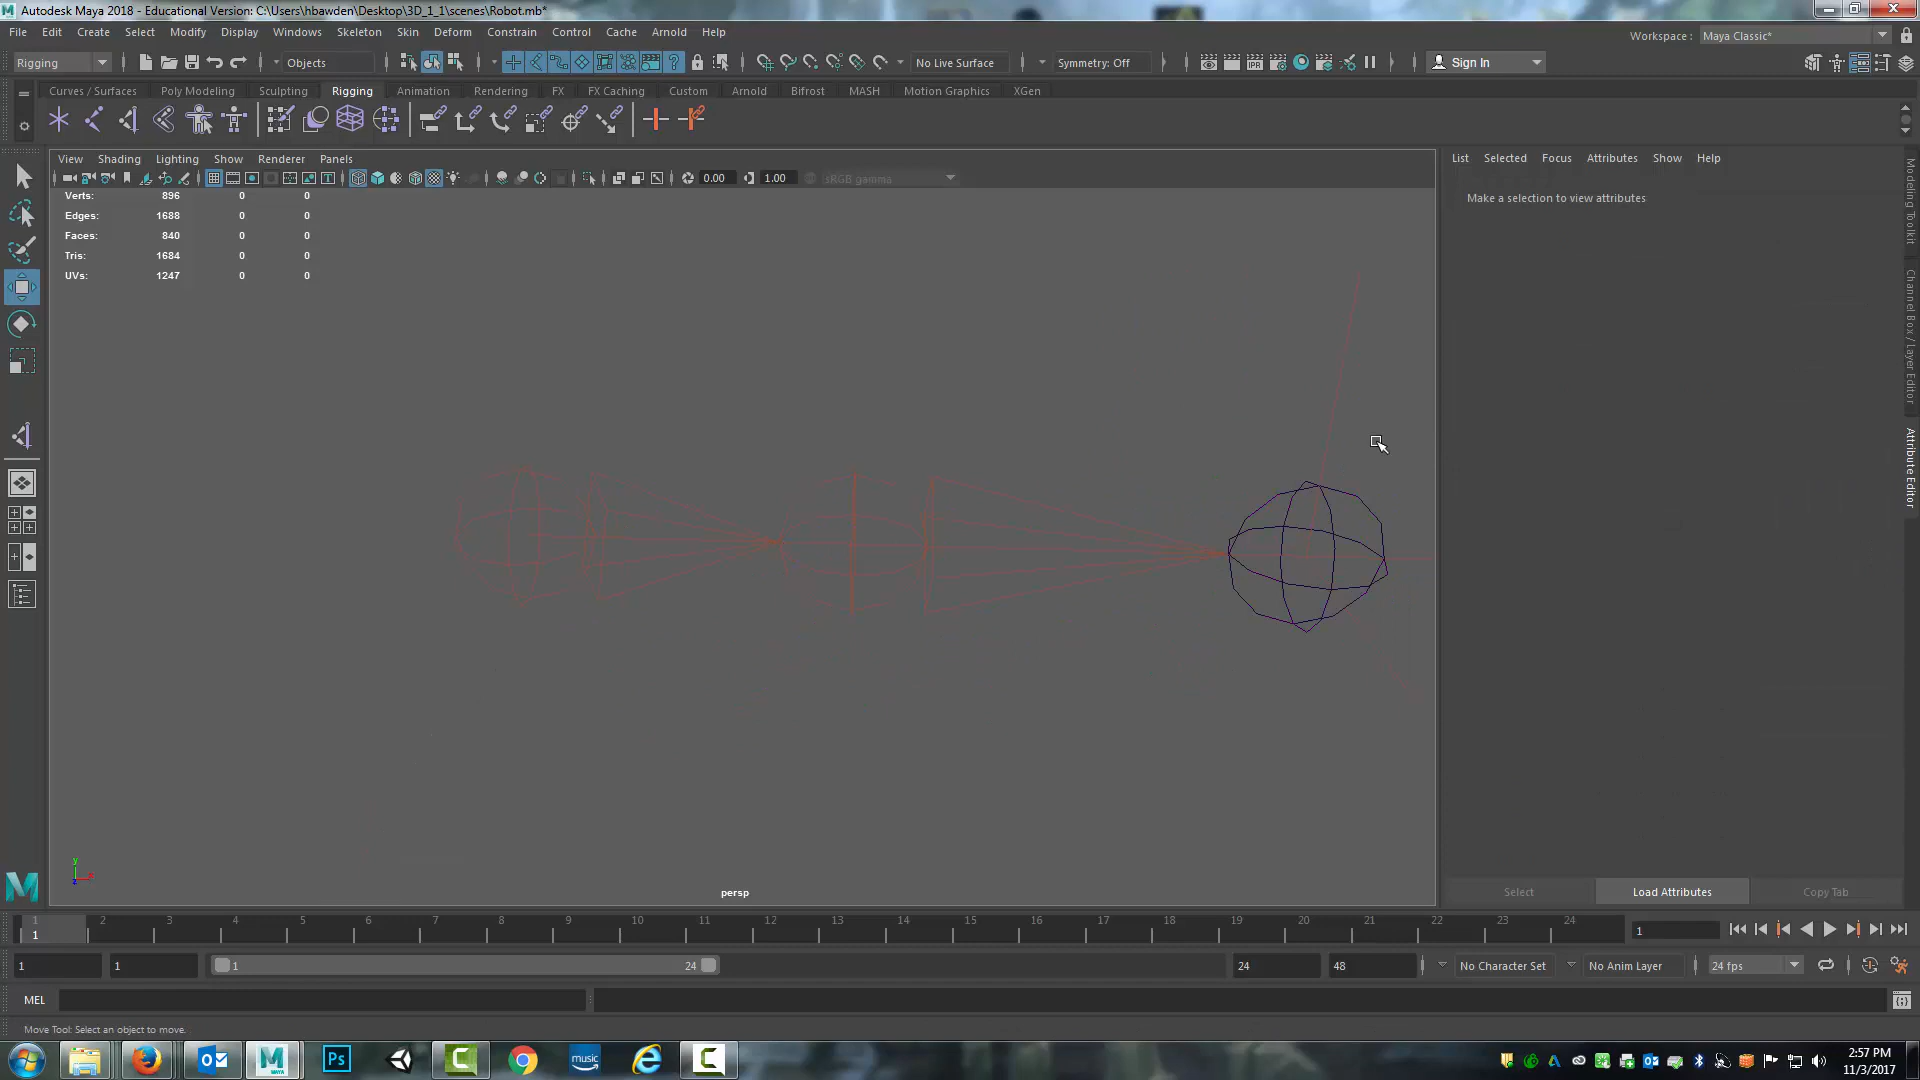 Autodesk Maya 2018 - Educational Version: C:\Users\hbawden\Desktop\3D_1_1\scenes\Robot.mb*
File Edit Create Select Modify Display Windows Skeleton Skin Deform Constrain Control Cache Arnold Help
Workspace : Maya Classic*
Rigging Objects No Live Surface Symmetry: Off Sign In
Curves / Surfaces Poly Modeling Sculpting Rigging Animation Rendering FX FX Caching Custom Arnold Bifrost MASH Motion Graphics XGen
View Shading Lighting Show Renderer Panels
List Selected Focus Attributes Show Help
0.00 1.00 sRGB gamma
Make a selection to view attributes
Verts: 896 0 0
Edges: 1688 0 0
Faces: 840 0 0
Tris: 1684 0 0
UVs: 1247 0 0
Modeling Toolkit
Channel Box / Layer Editor
Attribute Editor
y
x
z
persp
Select Load Attributes Copy Tab
1 2 3 4 5 6 7 8 9 10 11 12 13 14 15 16 17 18 19 20 21 22 23 24
1 1
1 1 1 24 24 48 No Character Set No Anim Layer 24 fps
MEL
Move Tool: Select an object to move.
MAYA
Ps
music
2:57 PM
11/3/2017